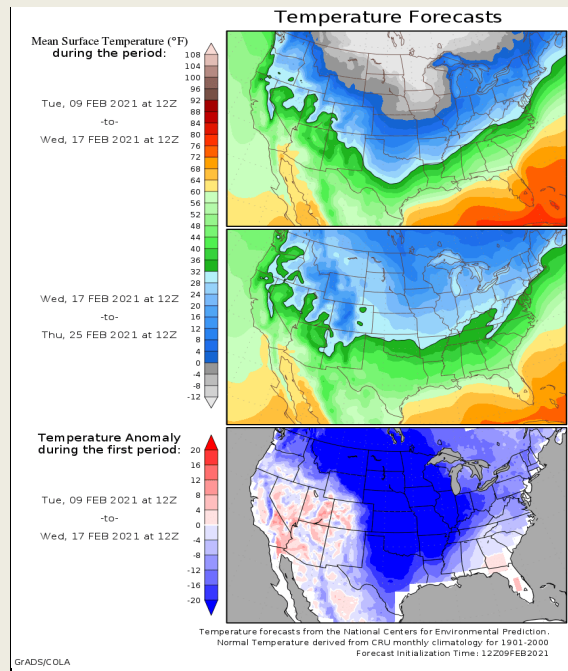 Temperature Forecasts
Mean Surface Temperature (°F)
during the period:
Tue, 09 FEB 2021 at 12Z
-to-
Wed, 17 FEB 2021 at 12Z
108
104
100
96
92
88
84
80
76
72
68
64
60
56
52
48
44
40
36
32
28
24
20
16
12
8
4
0
-4
-8
-12
Wed, 17 FEB 2021 at 12Z
-to-
Thu, 25 FEB 2021 at 12Z
Temperature Anomaly
during the first period:
Tue, 09 FEB 2021 at 12Z
-to-
Wed, 17 FEB 2021 at 12Z
20
16
12
8
4
0
-4
-8
-12
-16
-20
Temperature forecasts from the National Centers for Environmental Prediction.
Normal Temperature derived from CRU monthly climatology for 1901-2000
Forecast Initialization Time: 12Z09FEB2021
GrADS/COLA